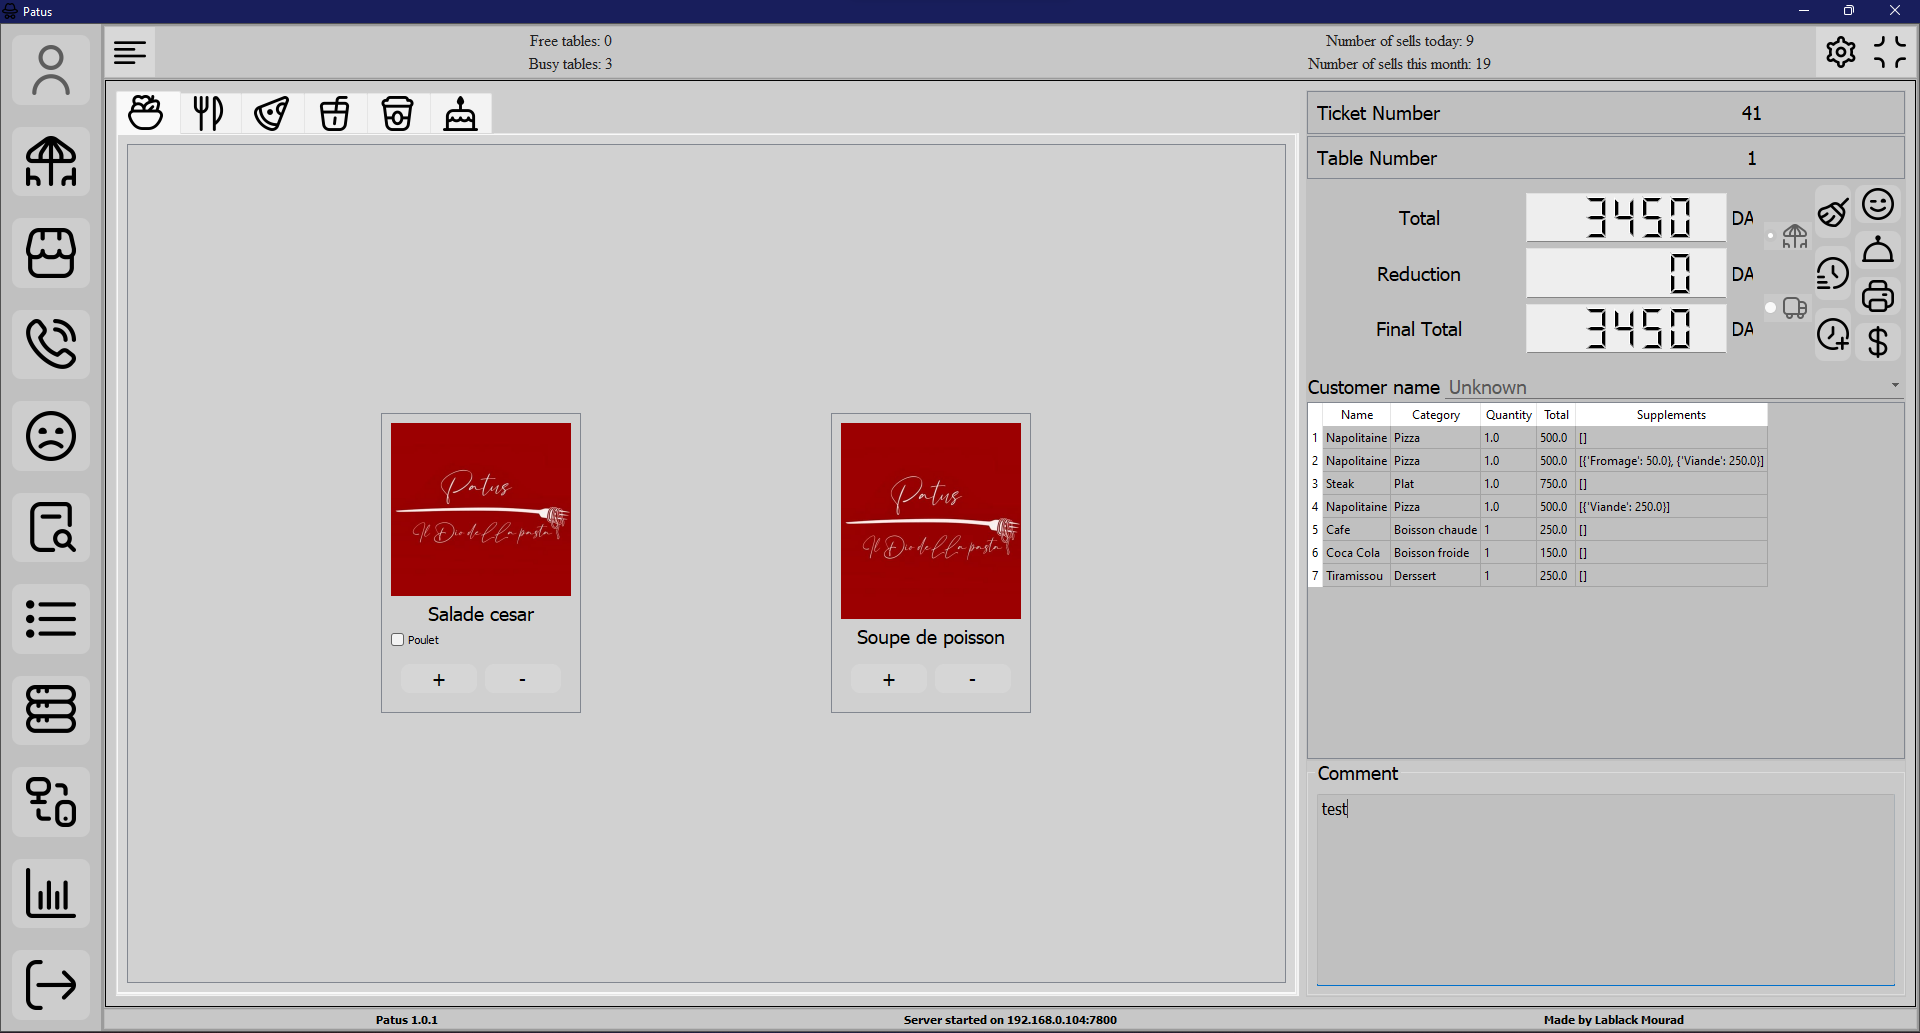 Patus
Free tables: 0
Busy tables: 3
Number of sells today: 9
Number of sells this month: 19
Ticket Number 41
Table Number 1
Total 3450 DA
Reduction 0 DA
Final Total 3450 DA
Customer name Unknown
Name Category Quantity Total Supplements
1 Napolitaine Pizza 1.0 500.0 []
2 Napolitaine Pizza 1.0 500.0 [{'Fromage': 50.0}, {'Viande': 250.0}]
3 Steak Plat 1.0 750.0 []
4 Napolitaine Pizza 1.0 500.0 [{'Viande': 250.0}]
5 Cafe Boisson chaude 1 250.0 []
6 Coca Cola Boisson froide 1 150.0 []
7 Tiramissou Derssert 1 250.0 []
Patus
Il Dio della pasta
Salade cesar
Poulet
+ -
Patus
Il Dio della pasta
Soupe de poisson
+ -
Comment
test
Patus 1.0.1
Server started on 192.168.0.104:7800
Made by Lablack Mourad